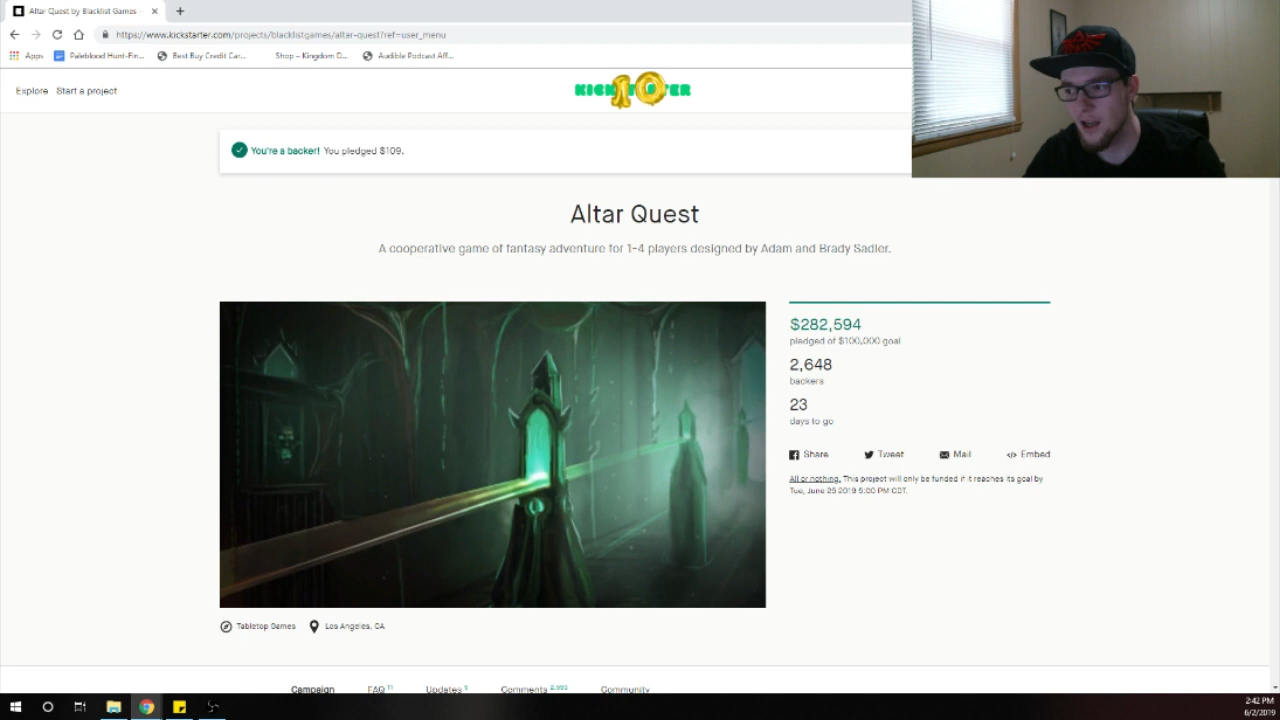 Altar Quest by Blacklist Games
https://www.kickstarter.
ects/blacklistgames/altar-quest?ref=user_menu
Apps
Paleblood Hunt-Fin...
Best Buy Credit Car...
Shop – Kingdom D...
Audible Podcast Aff...
Explore
Start a project
You're a backer! You pledged $109.
Altar Quest
A cooperative game of fantasy adventure for 1-4 players designed by Adam and Brady Sadler.
$282,594
pledged of $100,000 goal
2,648
backers
23
days to go
Share
Tweet
Mail
Embed
All or nothing. This project will only be funded if it reaches its goal by
Tue, June 25 2019 5:00 PM CDT.
Tabletop Games
Los Angeles, CA
Campaign
FAQ 11
Updates
Comments
Community
2:42 PM
6/2/2019